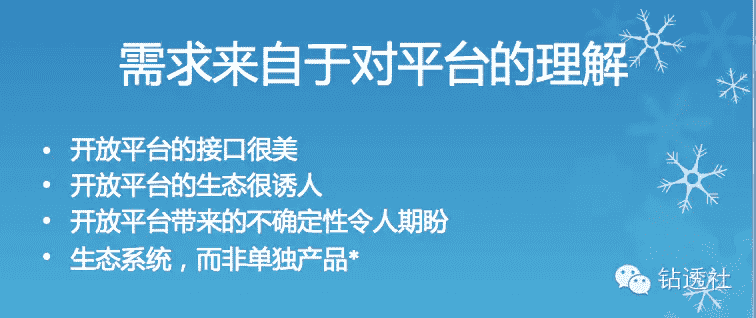 需求来自于对平台的理解
• 开放平台的接口很美
• 开放平台的生态很诱人
• 开放平台带来的不确定性令人期盼
• 生态系统，而非单独产品*
钻透社